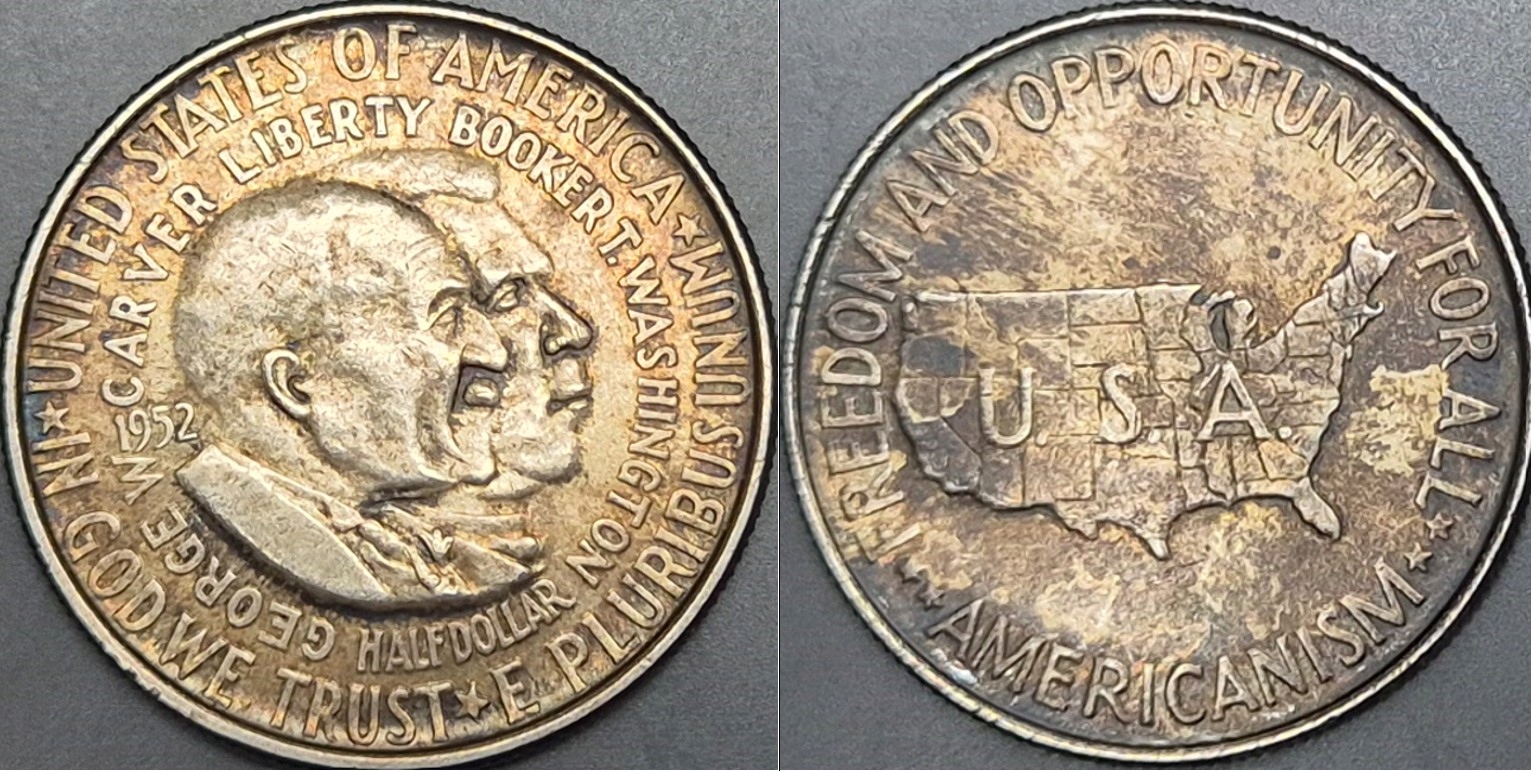 ★ UNITED STATES OF AMERICA ★ UNUM
IN GOD WE TRUST ★ E PLURIBUS
GEORGE W CARVER LIBERTY BOOKER T. WASHINGTON
HALF DOLLAR
1952
FREEDOM AND OPPORTUNITY FOR ALL
★ ★ AMERICANISM ★ ★
U.S.A.